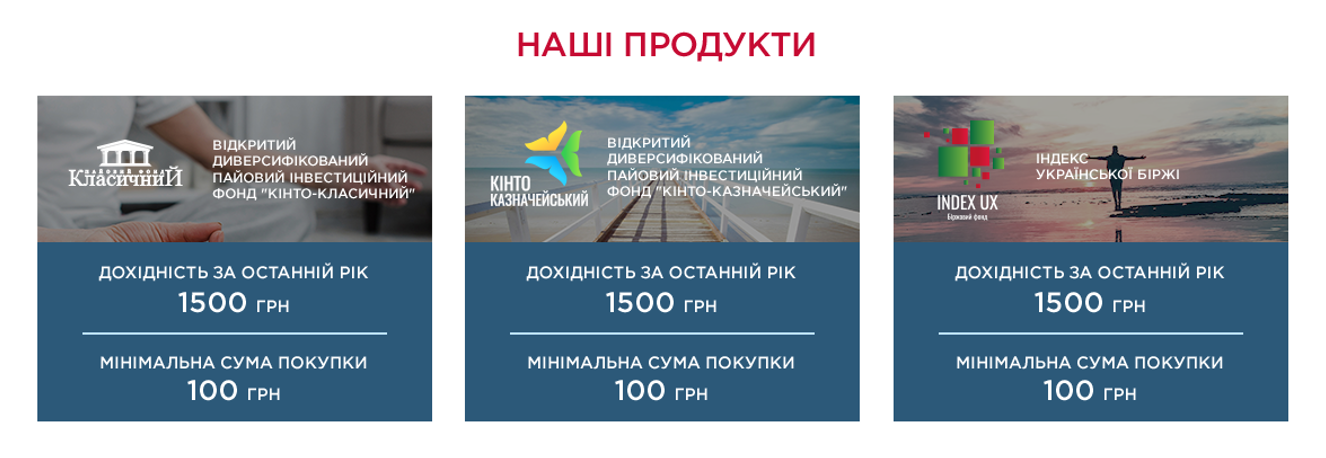 НАШІ ПРОДУКТИ
КласичниЙ
ВІДКРИТИЙ
ДИВЕРСИФІКОВАНИЙ
ПАЙОВИЙ ІНВЕСТИЦІЙНИЙ
ФОНД "КІНТО-КЛАСИЧНИЙ"
ДОХІДНІСТЬ ЗА ОСТАННІЙ РІК
1500 ГРН
МІНІМАЛЬНА СУМА ПОКУПКИ
100 ГРН
КІНТО
КАЗНАЧЕЙСЬКИЙ
ВІДКРИТИЙ
ДИВЕРСИФІКОВАНИЙ
ПАЙОВИЙ ІНВЕСТИЦІЙНИЙ
ФОНД "КІНТО-КАЗНАЧЕЙСЬКИЙ"
ДОХІДНІСТЬ ЗА ОСТАННІЙ РІК
1500 ГРН
МІНІМАЛЬНА СУМА ПОКУПКИ
100 ГРН
INDEX UX
Біржовий фонд
ІНДЕКС
УКРАЇНСЬКОЇ БІРЖІ
ДОХІДНІСТЬ ЗА ОСТАННІЙ РІК
1500 ГРН
МІНІМАЛЬНА СУМА ПОКУПКИ
100 ГРН